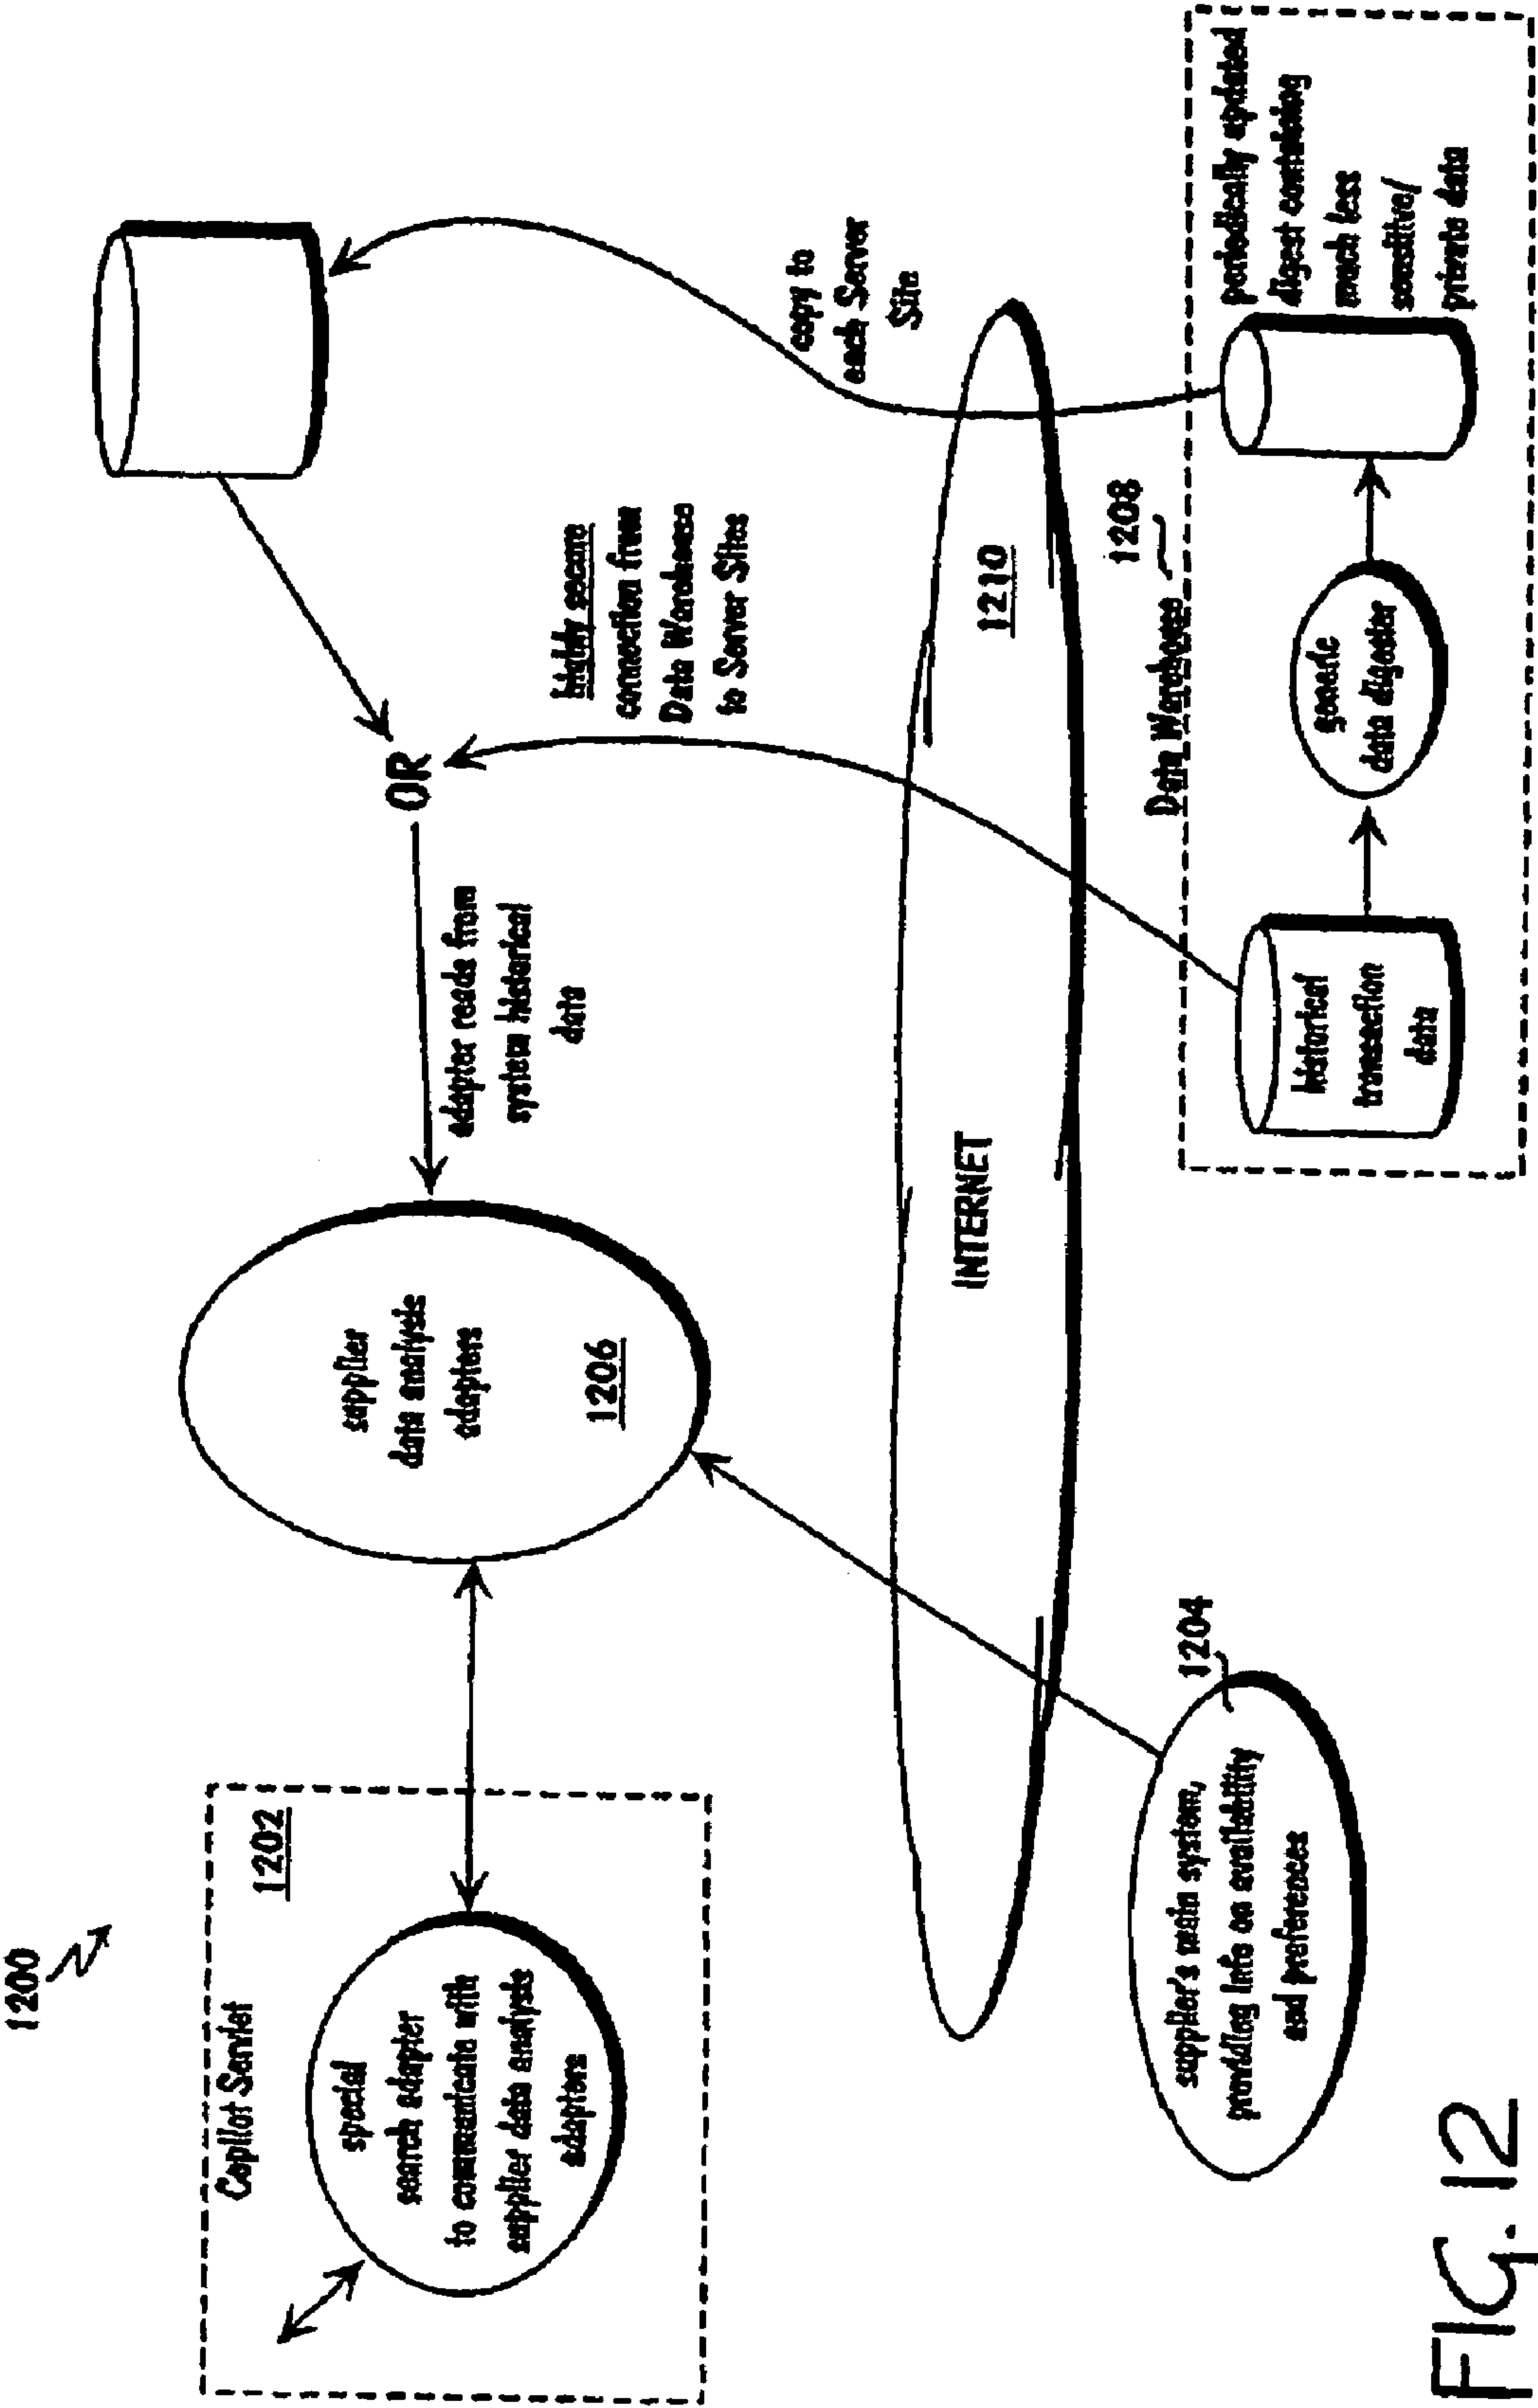 1200
Copilot Servlet
1202
special
search adapter
to communicate with
supplier data analysis
adapters
supplier
data analysis
adapters
1206
adapter reads from
system historical
data
OR
highly secure
connection from
Data Warehouse
to Server Sites
copy to
each Server
Site
INTERNET
1210
1204
supplier's main system,
providing info on availability
and preferences
Data Warehouse
1208
historical
transaction
data
genetic
data digester
periodically updated
digest containing
much less
sensitive/
private data
FIG. 12